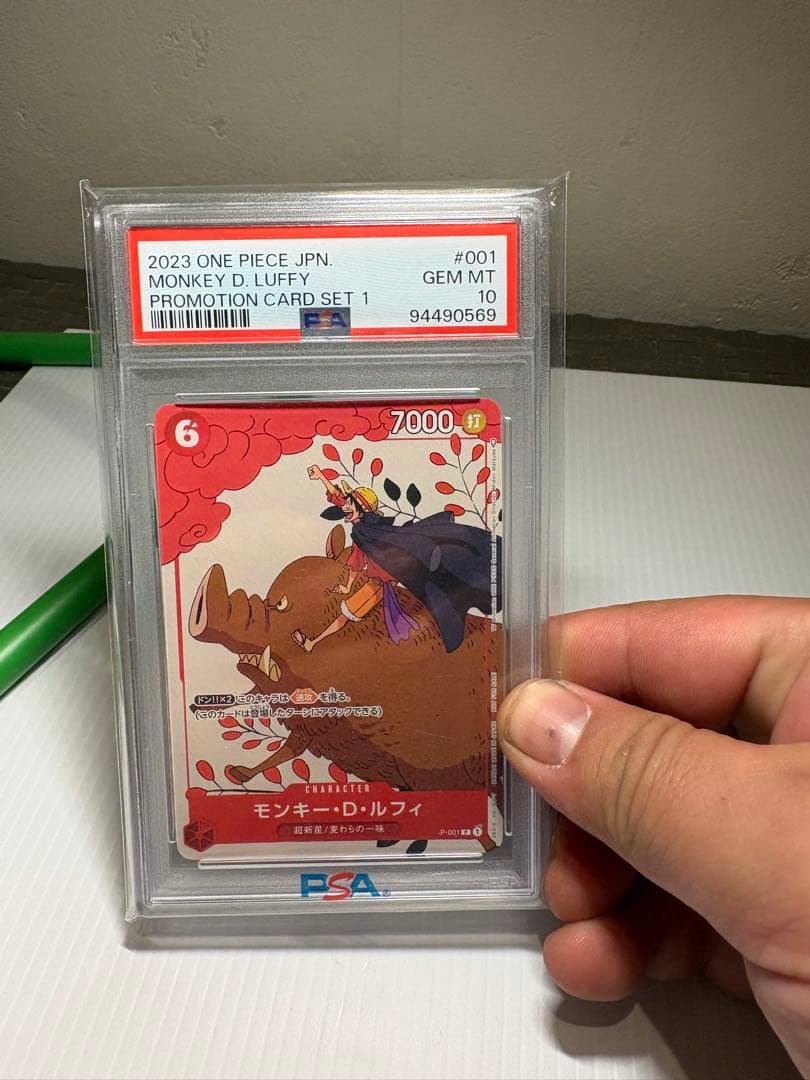 2023 ONE PIECE JPN. #001
MONKEY D. LUFFY GEM MT
PROMOTION CARD SET 1 10
PSA 94490569
6 7000 打
ドン!!×2 このキャラは 速攻 を得る。
(このカードは登場したターンにアタックできる)
CHARACTER
モンキー・D・ルフィ
超新星/麦わらの一味
P-001 P 1
PSA